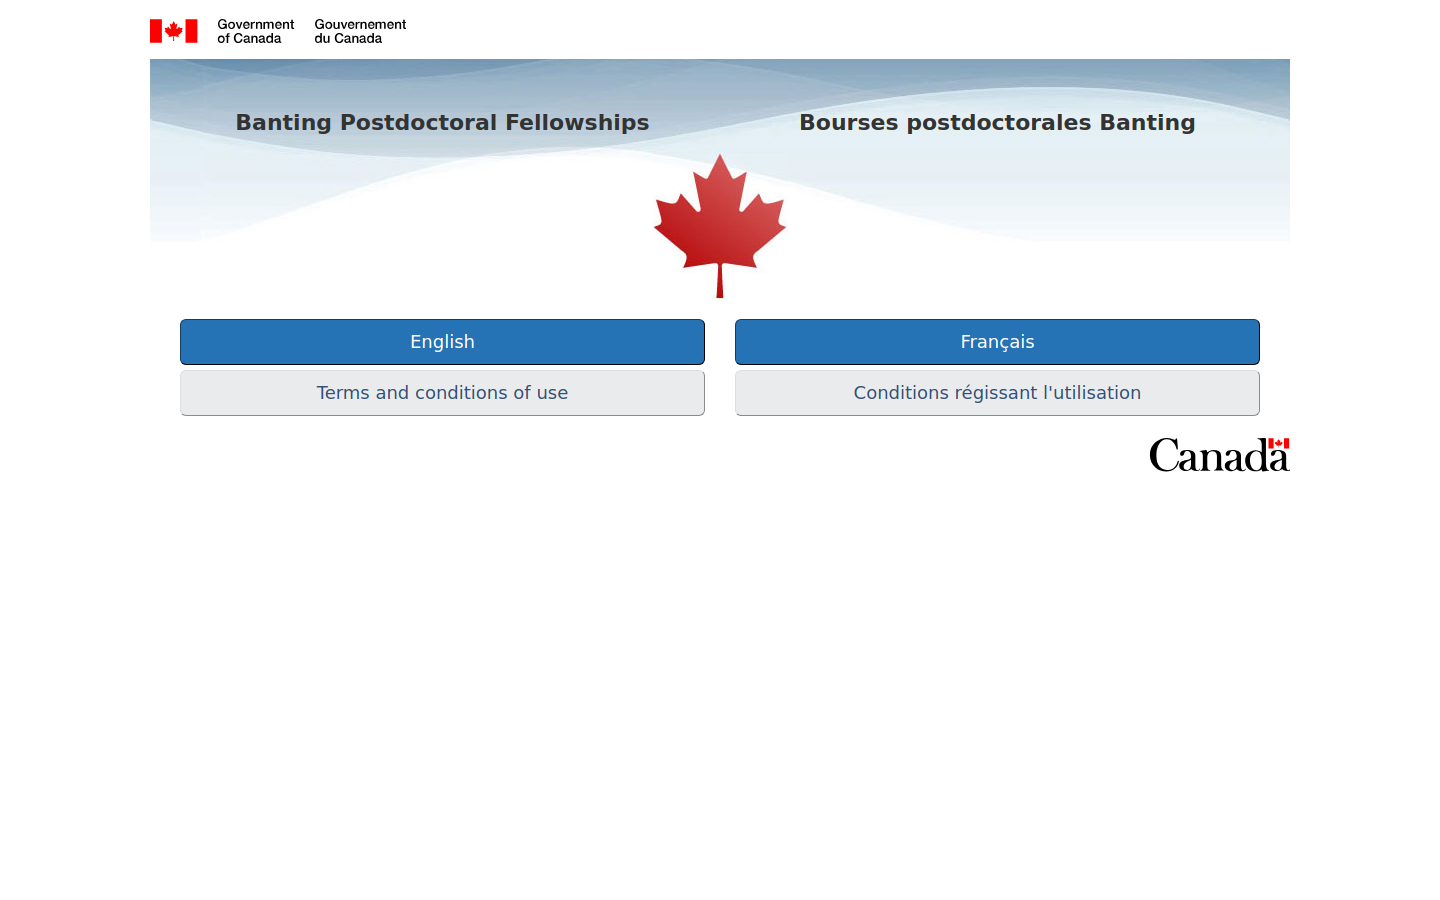 Government
of Canada
Gouvernement
du Canada
Banting Postdoctoral Fellowships
Bourses postdoctorales Banting
English
Français
Terms and conditions of use
Conditions régissant l'utilisation
Canada